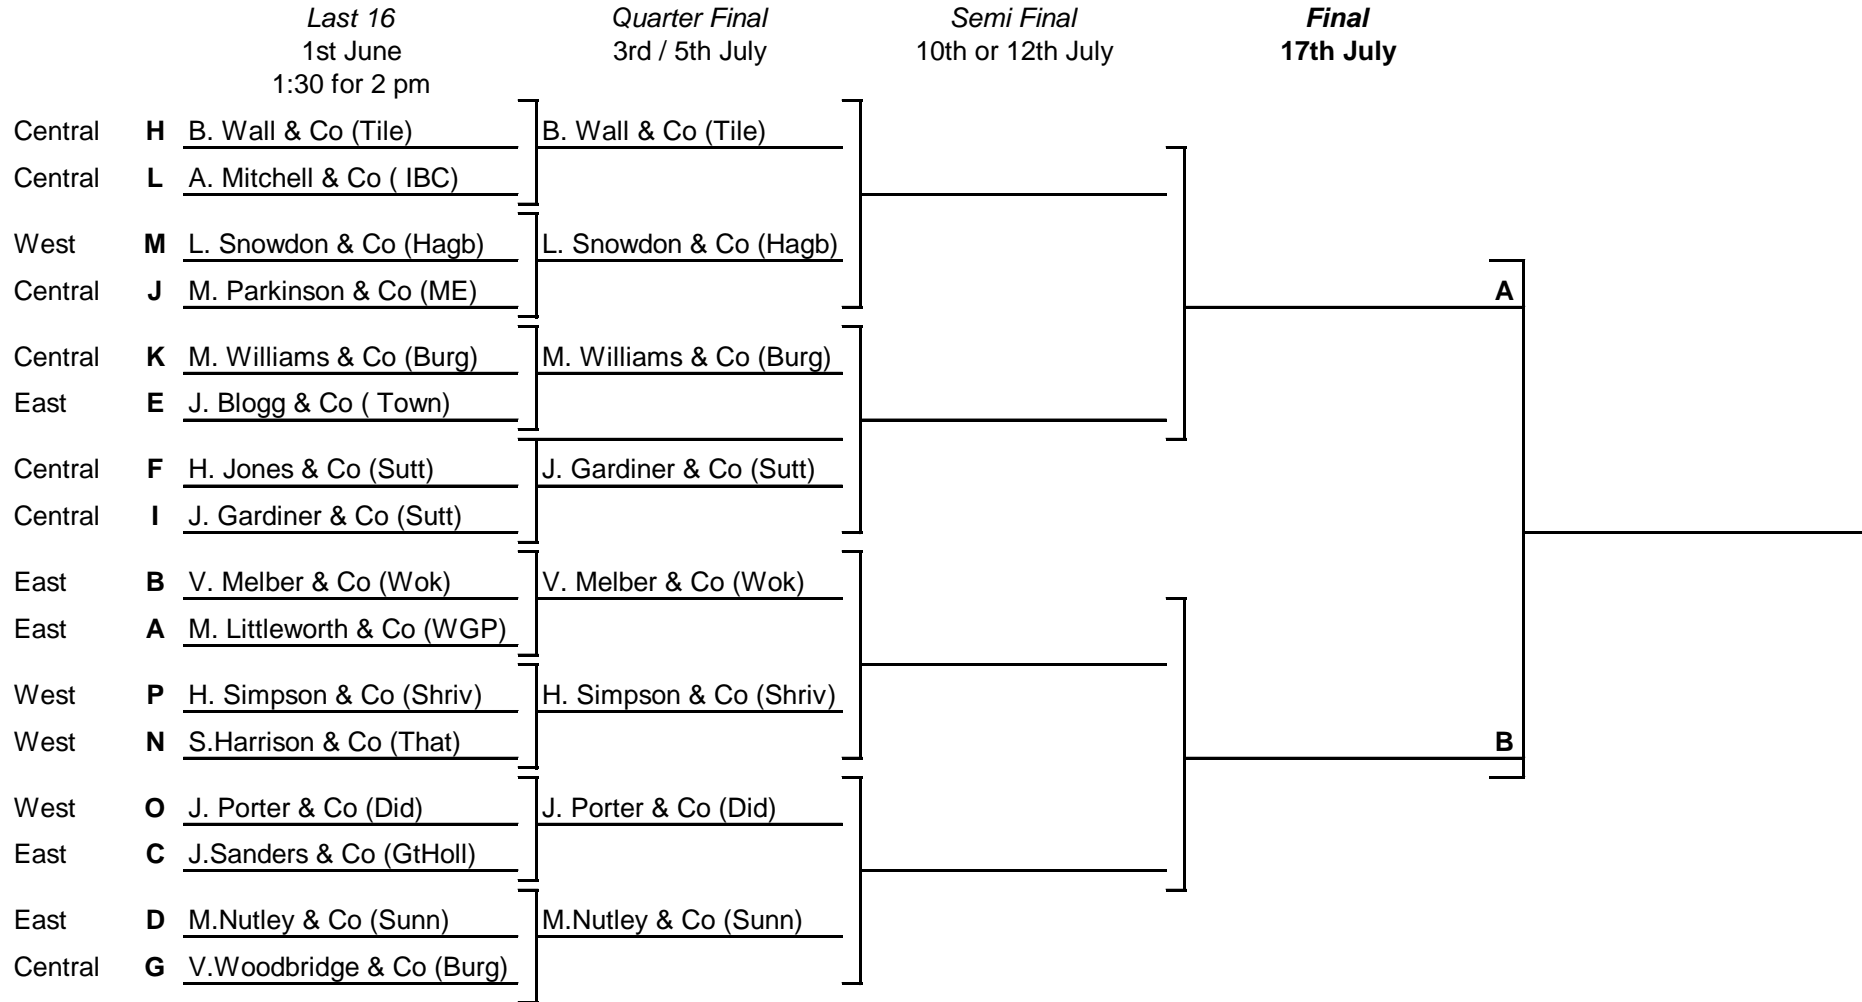 Last 16 Quarter Final Semi Final Final
1st June 3rd / 5th July 10th or 12th July 17th July
1:30 for 2 pm
Central H B. Wall & Co (Tile) B. Wall & Co (Tile)
Central L A. Mitchell & Co ( IBC)
West M L. Snowdon & Co (Hagb) L. Snowdon & Co (Hagb)
Central J M. Parkinson & Co (ME) A
Central K M. Williams & Co (Burg) M. Williams & Co (Burg)
East E J. Blogg & Co ( Town)
Central F H. Jones & Co (Sutt) J. Gardiner & Co (Sutt)
Central I J. Gardiner & Co (Sutt)
East B V. Melber & Co (Wok) V. Melber & Co (Wok)
East A M. Littleworth & Co (WGP)
West P H. Simpson & Co (Shriv) H. Simpson & Co (Shriv)
West N S.Harrison & Co (That) B
West O J. Porter & Co (Did) J. Porter & Co (Did)
East C J.Sanders & Co (GtHoll)
East D M.Nutley & Co (Sunn) M.Nutley & Co (Sunn)
Central G V.Woodbridge & Co (Burg)